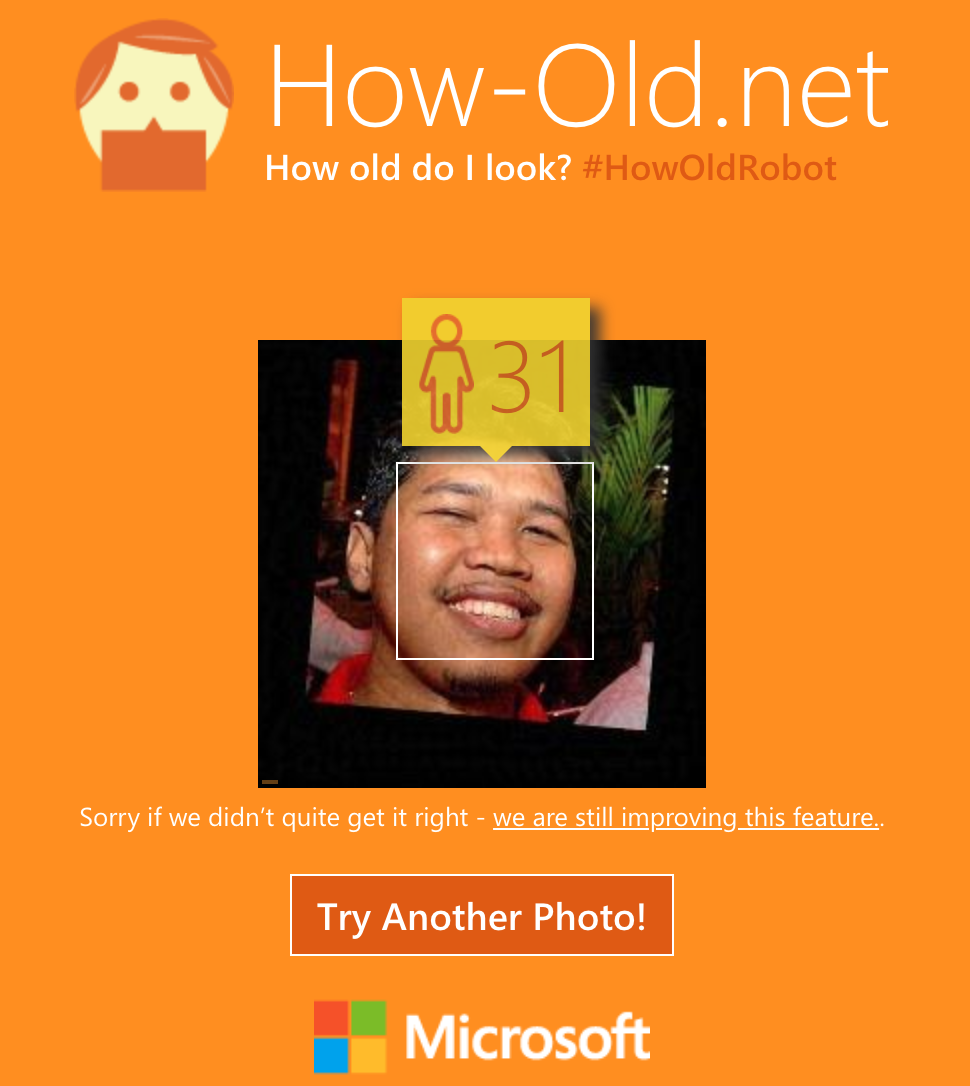 How-Old.net
How old do I look? #HowOldRobot
31
Sorry if we didn’t quite get it right - we are still improving this feature..
Try Another Photo!
Microsoft